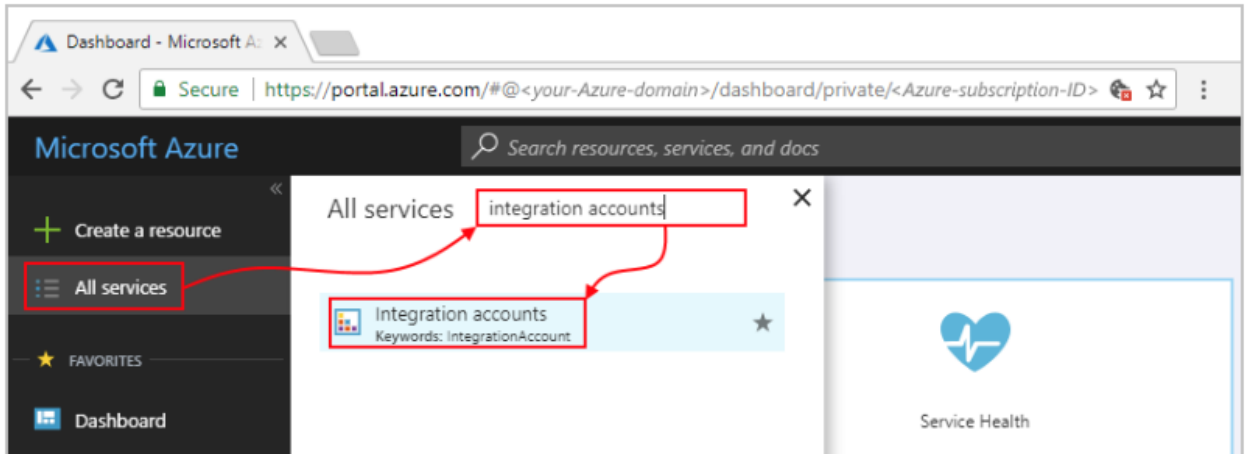 Dashboard - Microsoft A
Secure | https://portal.azure.com/#@<your-Azure-domain>/dashboard/private/<Azure-subscription-ID>
Microsoft Azure
Search resources, services, and docs
All services
integration accounts
Create a resource
All services
Integration accounts
Keywords: IntegrationAccount
FAVORITES
Dashboard
Service Health